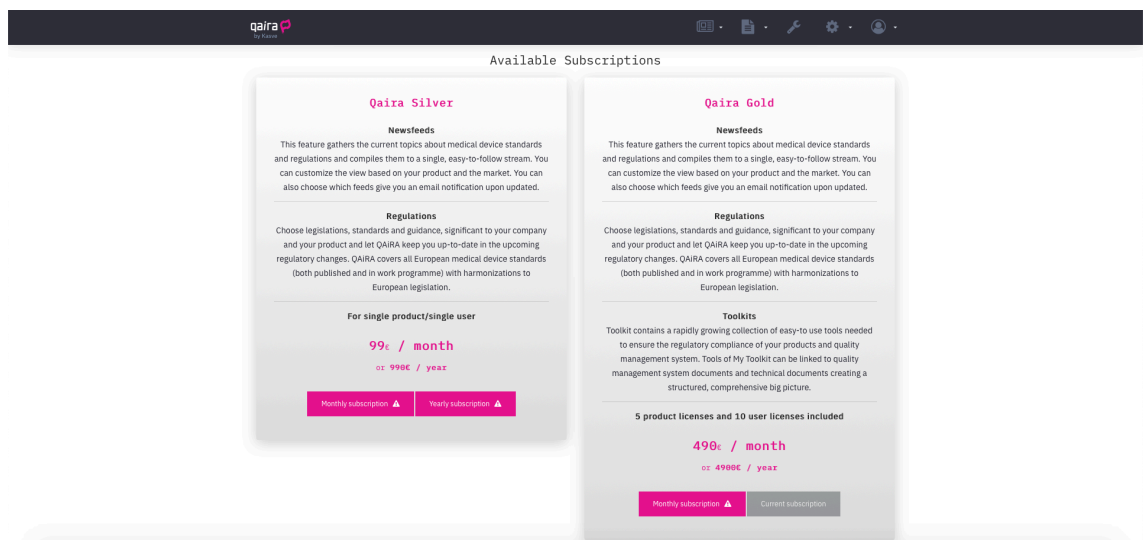 qaira
by Kasve
Available Subscriptions
Qaira Silver
Newsfeeds
This feature gathers the current topics about medical device standards
and regulations and compiles them to a single, easy-to-follow stream. You
can customize the view based on your product and the market. You can
also choose which feeds give you an email notification upon updated.
Regulations
Choose legislations, standards and guidance, significant to your company
and your product and let QAiRA keep you up-to-date in the upcoming
regulatory changes. QAiRA covers all European medical device standards
(both published and in work programme) with harmonizations to
European legislation.
For single product/single user
99€ / month
or 990€ / year
Monthly subscription
Yearly subscription
Qaira Gold
Newsfeeds
This feature gathers the current topics about medical device standards
and regulations and compiles them to a single, easy-to-follow stream. You
can customize the view based on your product and the market. You can
also choose which feeds give you an email notification upon updated.
Regulations
Choose legislations, standards and guidance, significant to your company
and your product and let QAiRA keep you up-to-date in the upcoming
regulatory changes. QAiRA covers all European medical device standards
(both published and in work programme) with harmonizations to
European legislation.
Toolkits
Toolkit contains a rapidly growing collection of easy-to use tools needed
to ensure the regulatory compliance of your products and quality
management system. Tools of My Toolkit can be linked to quality
management system documents and technical documents creating a
structured, comprehensive big picture.
5 product licenses and 10 user licenses included
490€ / month
or 4900€ / year
Monthly subscription
Current subscription